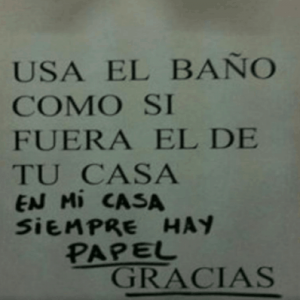 USA EL BAÑO
COMO SI
FUERA EL DE
TU CASA
EN Mi CASA
SiEMPRE HAY
PAPEL
GRACIAS